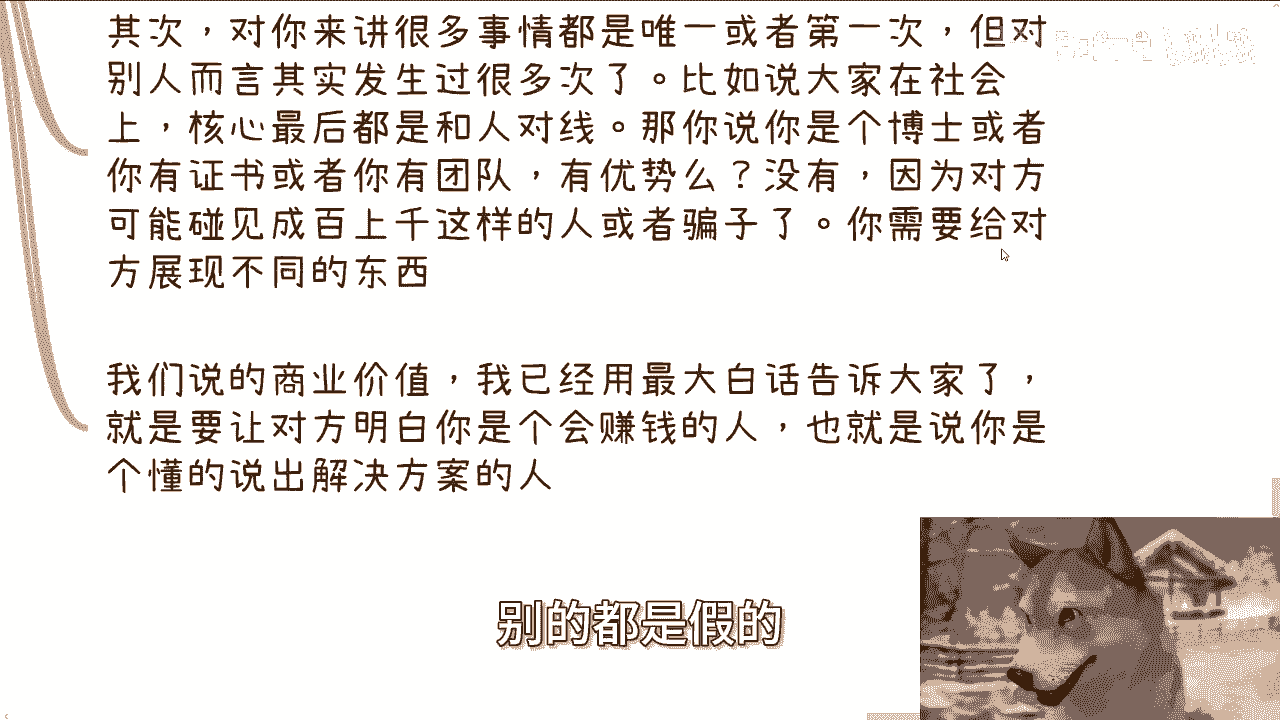 其次，对你来讲很多事情都是唯一或者第一次，但对
别人而言其实发生过很多次了。比如说大家在社会
上，核心最后都是和人对线。那你说你是个博士或者
你有证书或者你有团队，有优势么？没有，因为对方
可能碰见成百上千这样的人或者骗子了。你需要给对
方展现不同的东西
我们说的商业价值，我已经用最大白话告诉大家了，
就是要让对方明白你是个会赚钱的人，也就是说你是
个懂的说出解决方案的人
别的都是假的